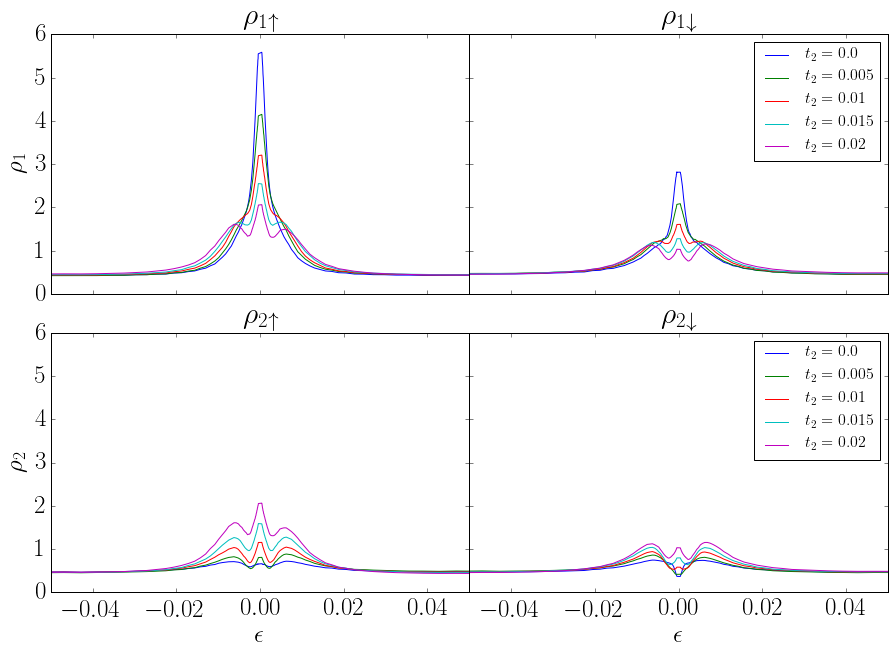 ρ1↑ ρ1↓
6
5
4
3
2
1
0
ρ1
t2 = 0.0
t2 = 0.005
t2 = 0.01
t2 = 0.015
t2 = 0.02
ρ2↑ ρ2↓
6
5
4
3
2
1
0
ρ2
t2 = 0.0
t2 = 0.005
t2 = 0.01
t2 = 0.015
t2 = 0.02
−0.04 −0.02 0.00 0.02 0.04 −0.04 −0.02 0.00 0.02 0.04
ϵ ϵ